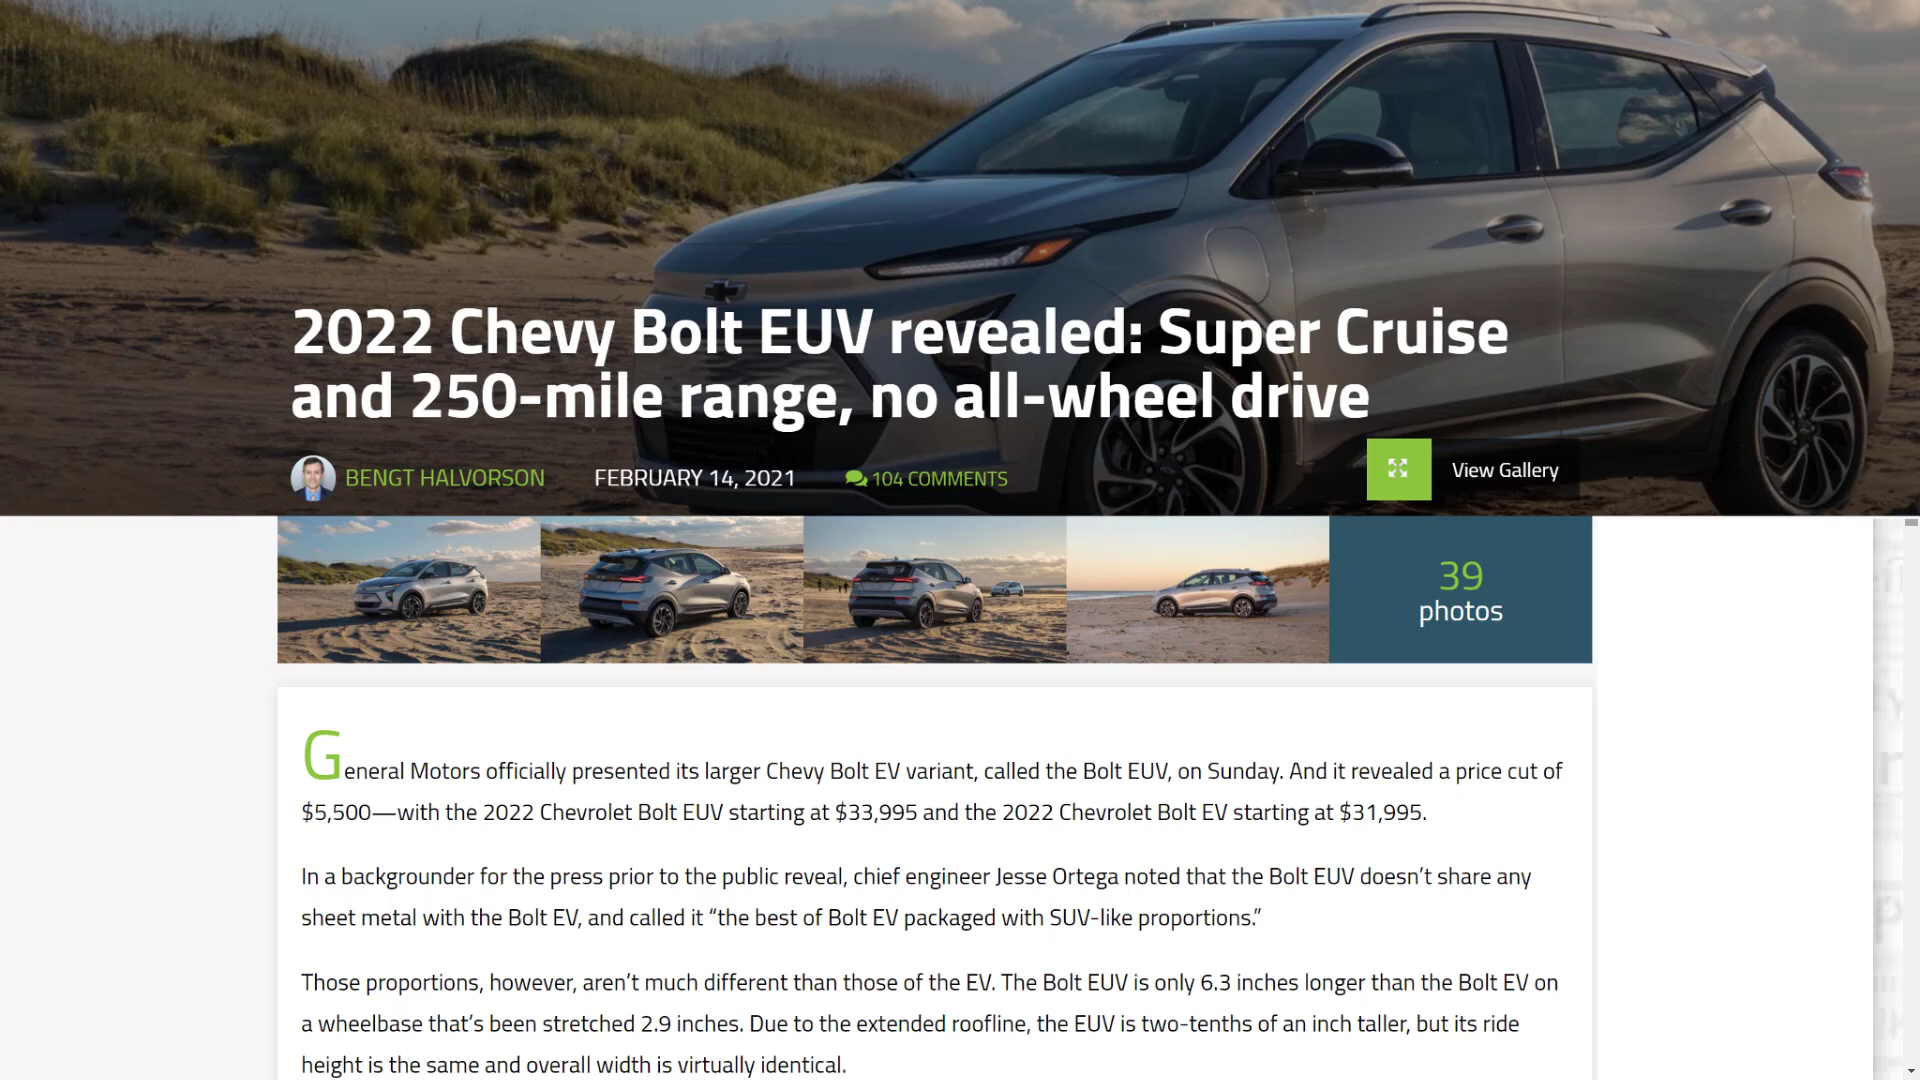 2022 Chevy Bolt EUV revealed: Super Cruise
and 250-mile range, no all-wheel drive
BENGT HALVORSON FEBRUARY 14, 2021 104 COMMENTS
View Gallery
39
photos
General Motors officially presented its larger Chevy Bolt EV variant, called the Bolt EUV, on Sunday. And it revealed a price cut of
$5,500—with the 2022 Chevrolet Bolt EUV starting at $33,995 and the 2022 Chevrolet Bolt EV starting at $31,995.
In a backgrounder for the press prior to the public reveal, chief engineer Jesse Ortega noted that the Bolt EUV doesn’t share any
sheet metal with the Bolt EV, and called it “the best of Bolt EV packaged with SUV-like proportions.”
Those proportions, however, aren’t much different than those of the EV. The Bolt EUV is only 6.3 inches longer than the Bolt EV on
a wheelbase that’s been stretched 2.9 inches. Due to the extended roofline, the EUV is two-tenths of an inch taller, but its ride
height is the same and overall width is virtually identical.